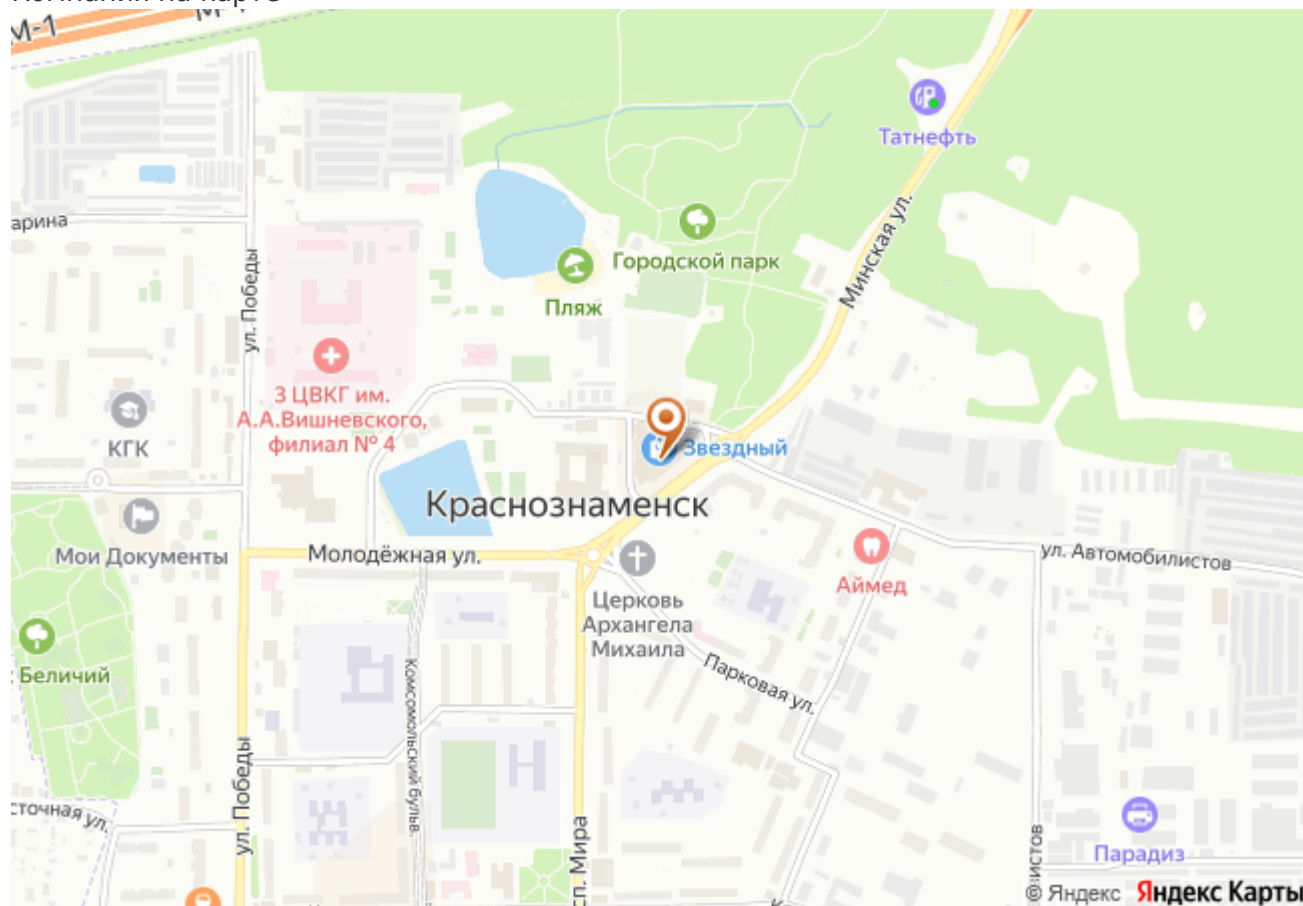 М-1
Татнефть
арина
Минская ул.
ул. Победы
Городской парк
Пляж
3 ЦВКГ им.
А.А.Вишневского,
филиал № 4
КГК
Звездный
Краснознаменск
Мои Документы
Молодёжная ул.
ул. Автомобилистов
Аймед
Церковь
Архангела
Михаила
Беличий
Парковая ул.
Комсомольский бульв.
ул. Победы
сточная ул.
сп. Мира
Парадиз
истов
© Яндекс Яндекс Карты